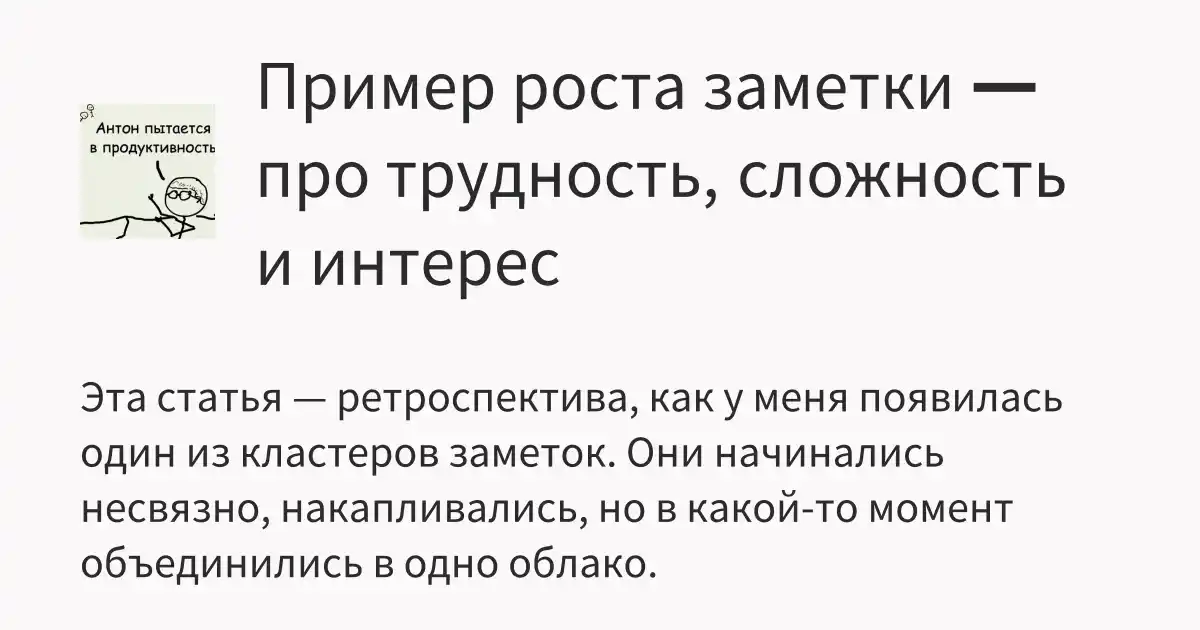 Антон пытается
в продуктивность
Пример роста заметки —
про трудность, сложность
и интерес
Эта статья — ретроспектива, как у меня появилась
один из кластеров заметок. Они начинались
несвязно, накапливались, но в какой-то момент
объединились в одно облако.